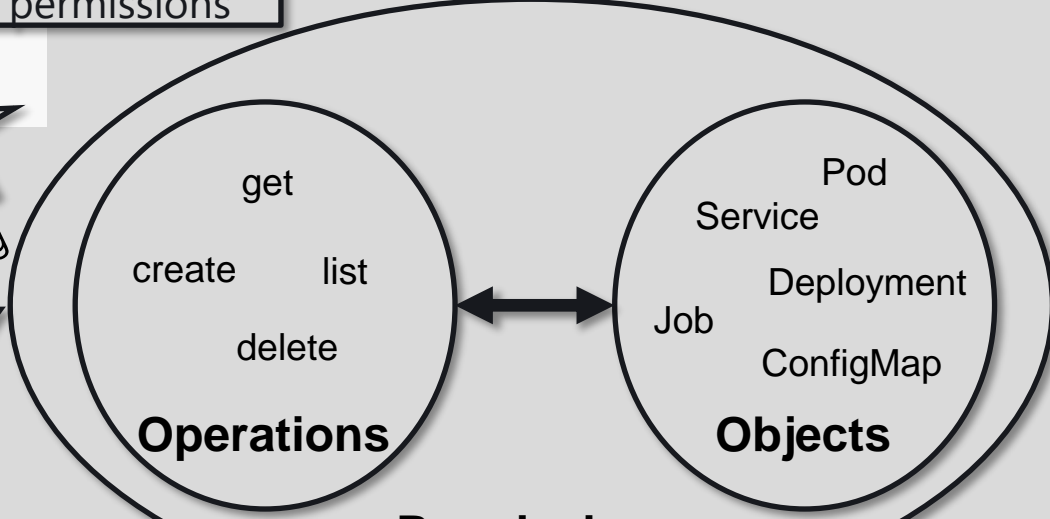 permissions
get
Pod
Service
create
list
Deployment
Job
delete
ConfigMap
Operations
Objects